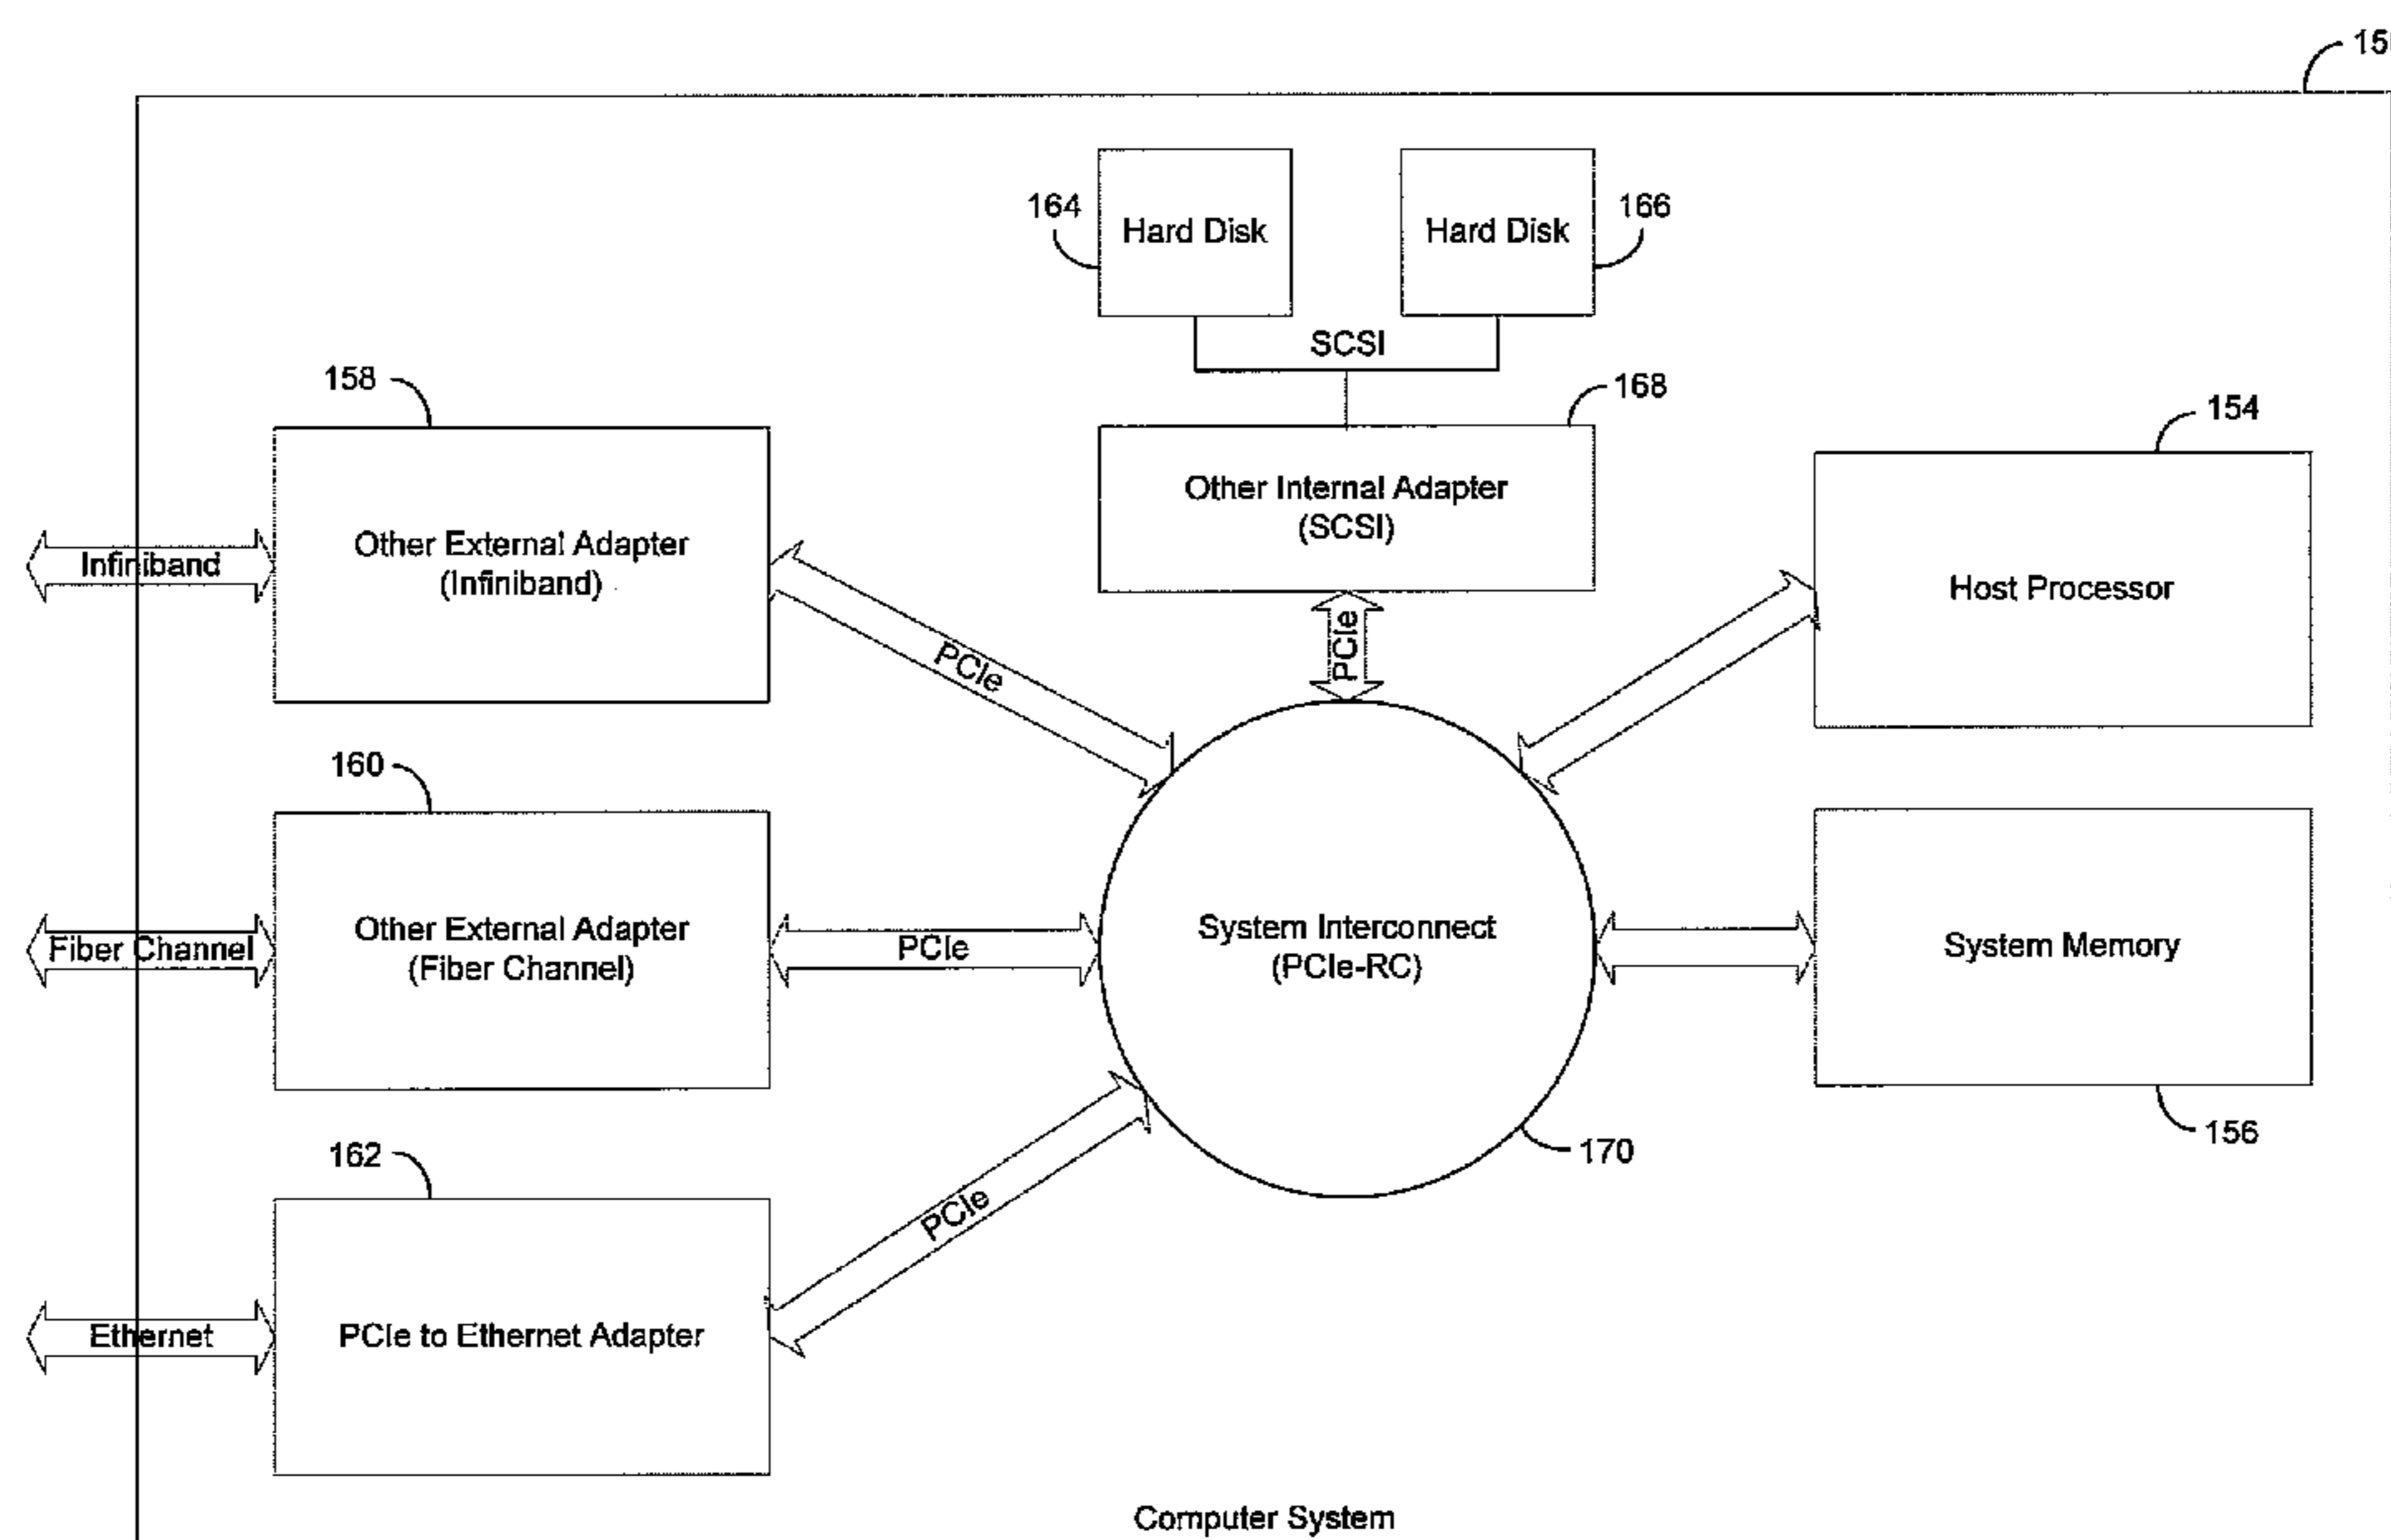 164
Hard Disk
Hard Disk
166
SCSI
158
168
154
Other External Adapter
(Infiniband)
Infiniband
PCIe
Other Internal Adapter
(SCSI)
PCIe
Host Processor
160
Other External Adapter
(Fiber Channel)
Fiber Channel
PCIe
System Interconnect
(PCIe-RC)
System Memory
156
170
162
PCIe
Ethernet
PCIe to Ethernet Adapter
Computer System